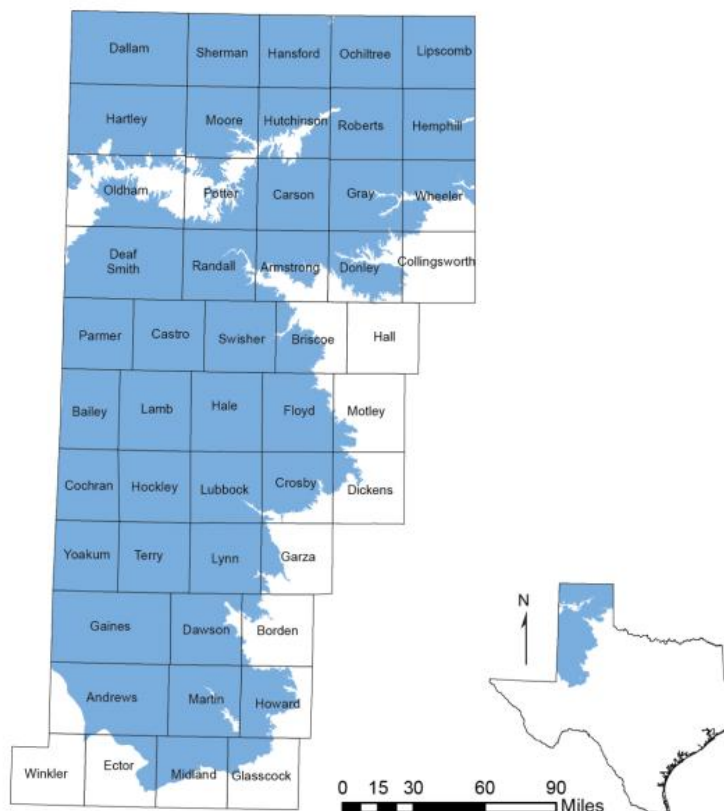 Dallam Sherman Hansford Ochiltree Lipscomb
Hartley Moore Hutchinson Roberts Hemphill
Oldham Potter Carson Gray Wheeler
Deaf
Smith
Randall Armstrong Donley Collingsworth
Parmer Castro Swisher Briscoe Hall
Bailey Lamb Hale Floyd Motley
Cochran Hockley Lubbock Crosby Dickens
Yoakum Terry Lynn Garza
Gaines Dawson Borden
Andrews Martin Howard
Winkler Ector Midland Glasscock
N
0 15 30 60 90
Miles